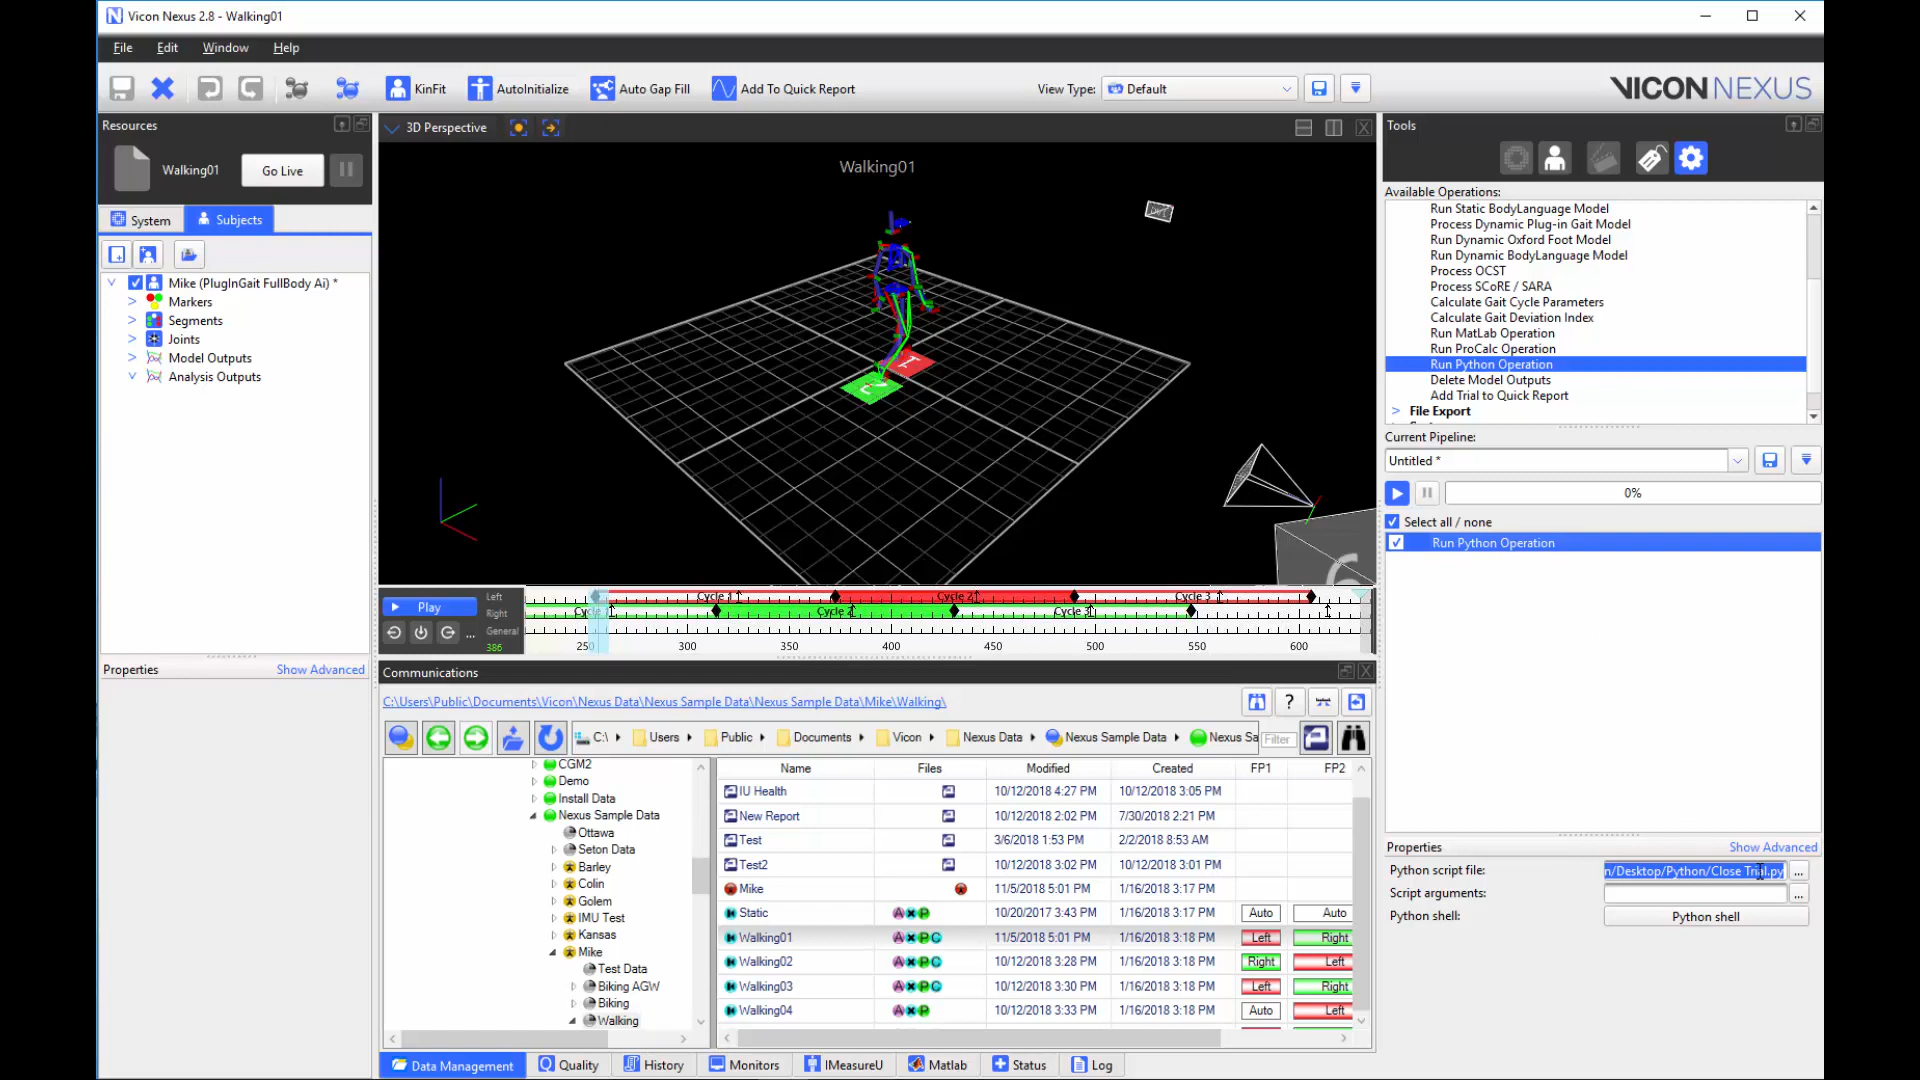 Vicon Nexus 2.8 - Walking01
File Edit Window Help
KinFit AutoInitialize Auto Gap Fill Add To Quick Report
View Type: Default
VICON NEXUS
Resources
Walking01 Go Live
System Subjects
Mike (PlugInGait FullBody Ai) *
Markers
Segments
Joints
Model Outputs
Analysis Outputs
Properties Show Advanced
3D Perspective
Walking01
1
2
6
Play
Left
Right
General
386
Cycle 1 Cycle 2 Cycle 3
Cycle 2 Cycle 3
250 300 350 400 450 500 550 600
Communications
C:\Users\Public\Documents\Vicon\Nexus Data\Nexus Sample Data\Nexus Sample Data\Mike\Walking\
C:\ Users Public Documents Vicon Nexus Data Nexus Sample Data Nexus Sa Filter
CGM2
Demo
Install Data
Nexus Sample Data
Ottawa
Seton Data
Barley
Colin
Golem
IMU Test
Kansas
Mike
Test Data
Biking AGW
Biking
Walking
Name Files Modified Created FP1 FP2
IU Health 10/12/2018 4:27 PM 10/12/2018 3:05 PM
New Report 10/12/2018 2:02 PM 7/30/2018 2:21 PM
Test 3/6/2018 1:53 PM 2/2/2018 8:53 AM
Test2 10/12/2018 3:02 PM 10/12/2018 3:01 PM
Mike 11/5/2018 5:01 PM 1/16/2018 3:17 PM
Static 10/20/2017 3:43 PM 1/16/2018 3:17 PM Auto Auto
Walking01 11/5/2018 5:01 PM 1/16/2018 3:18 PM Left Right
Walking02 10/12/2018 3:28 PM 1/16/2018 3:18 PM Right Left
Walking03 10/12/2018 3:30 PM 1/16/2018 3:18 PM Left Right
Walking04 10/12/2018 3:33 PM 1/16/2018 3:18 PM Auto Left
Data Management Quality History Monitors IMeasureU Matlab Status Log
Tools
Available Operations:
Run Static BodyLanguage Model
Process Dynamic Plug-in Gait Model
Run Dynamic Oxford Foot Model
Run Dynamic BodyLanguage Model
Process OCST
Process SCoRE / SARA
Calculate Gait Cycle Parameters
Calculate Gait Deviation Index
Run MatLab Operation
Run ProCalc Operation
Run Python Operation
Delete Model Outputs
Add Trial to Quick Report
File Export
Current Pipeline:
Untitled *
0%
Select all / none
Run Python Operation
Properties Show Advanced
Python script file: n/Desktop/Python/Close Trial.py ...
Script arguments: ...
Python shell: Python shell